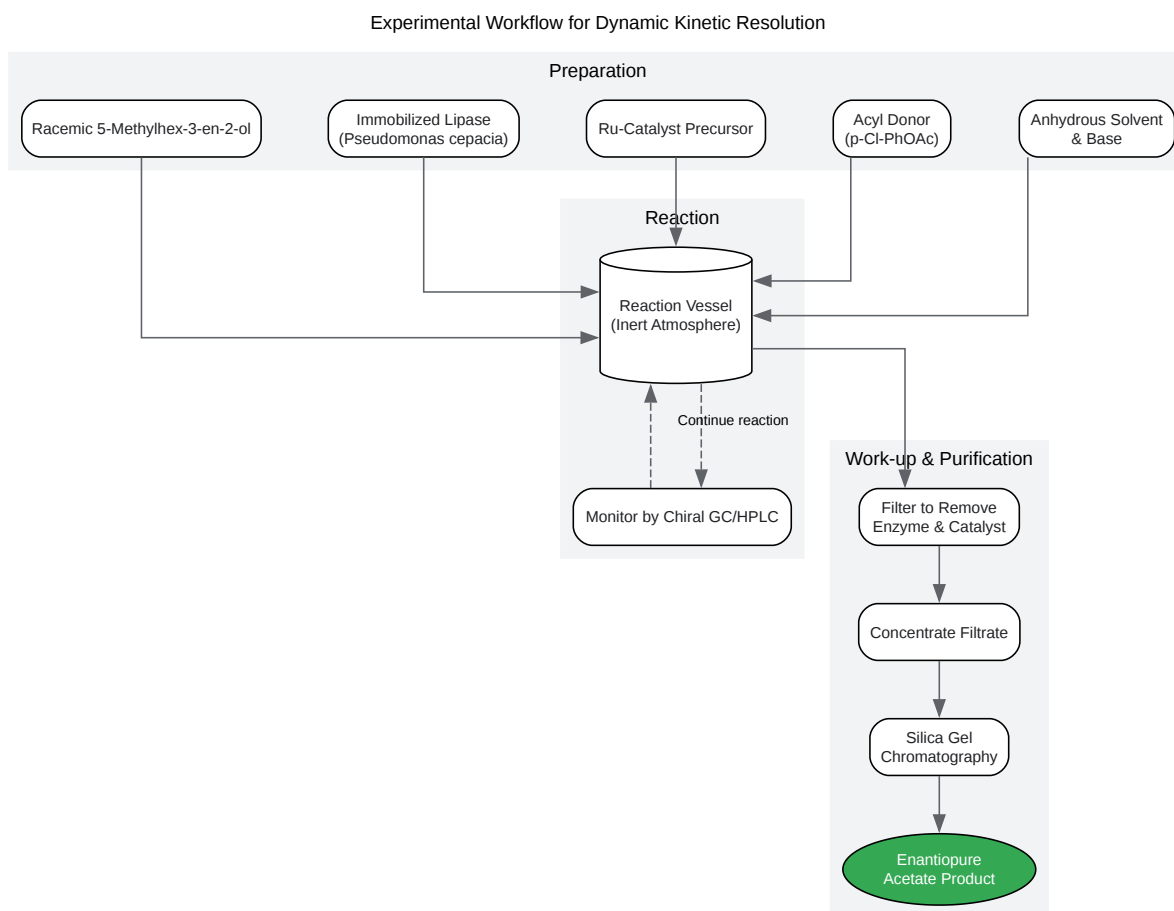 Experimental Workflow for Dynamic Kinetic Resolution
Preparation
Racemic 5-Methylhex-3-en-2-ol
Immobilized Lipase
(Pseudomonas cepacia)
Ru-Catalyst Precursor
Acyl Donor
(p-Cl-PhOAc)
Anhydrous Solvent
& Base
Reaction
Reaction Vessel
(Inert Atmosphere)
Continue reaction
Monitor by Chiral GC/HPLC
Work-up & Purification
Filter to Remove
Enzyme & Catalyst
Concentrate Filtrate
Silica Gel
Chromatography
Enantiopure
Acetate Product